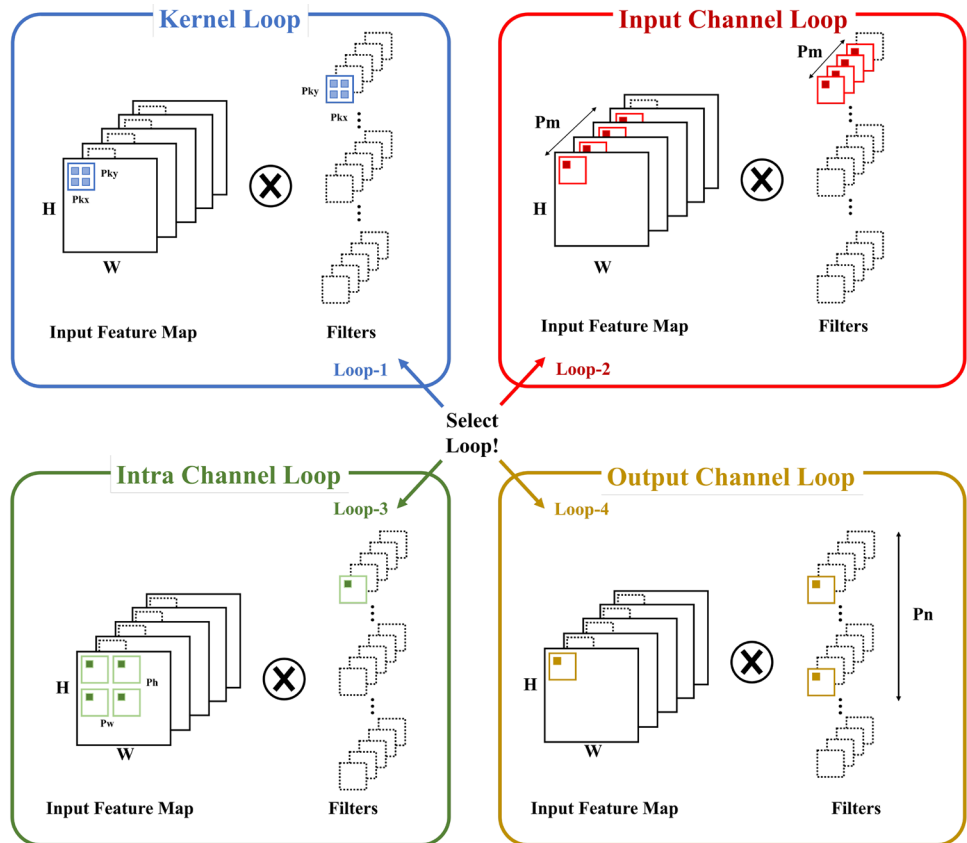 Kernel Loop
Pky
Pkx
Pky
Pkx
H
W
Input Feature Map
Filters
Loop-1
Input Channel Loop
Pm
Pm
H
W
Input Feature Map
Filters
Loop-2
Select
Loop!
Intra Channel Loop
Loop-3
H
Ph
Pw
W
Input Feature Map
Filters
Output Channel Loop
Loop-4
Pn
H
W
Input Feature Map
Filters